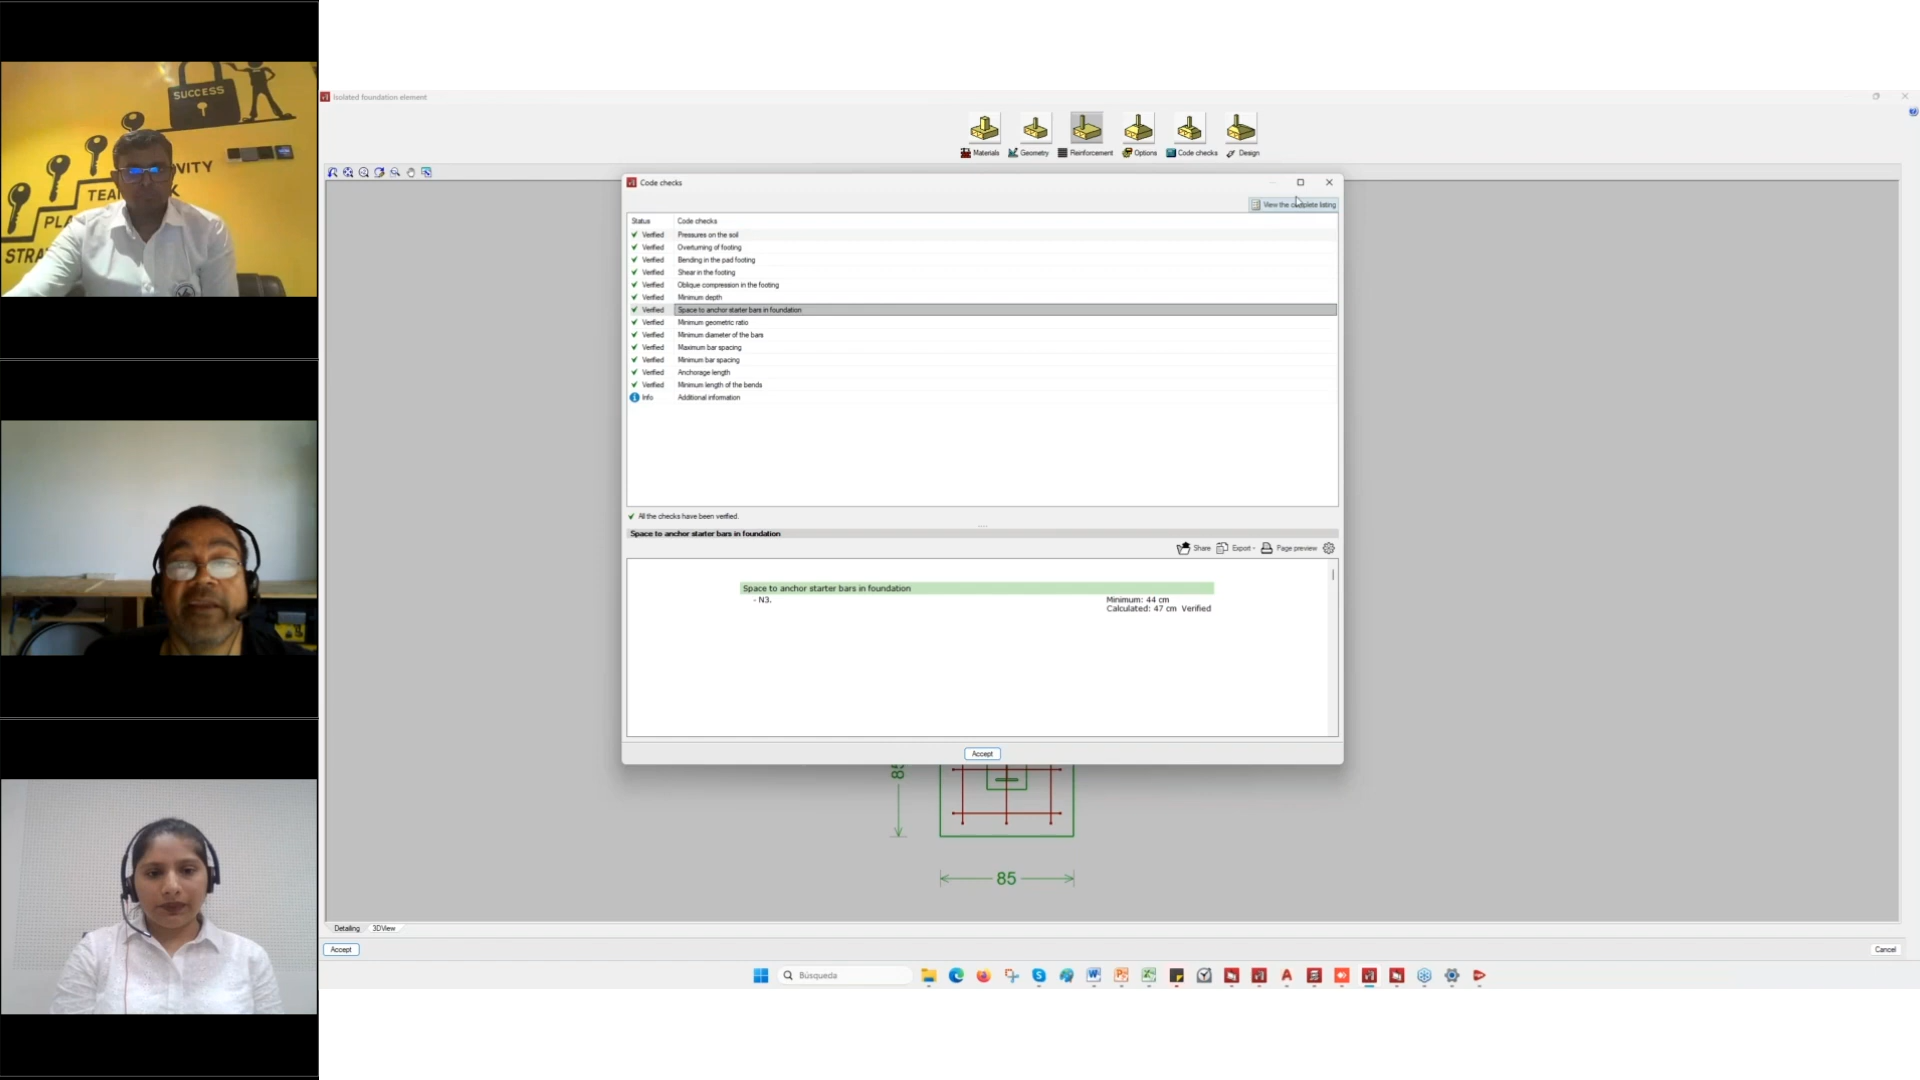 SUCCESS
VITY
TEA
K
PLA
STRA
Isolated foundation element
Materials
Geometry
Reinforcement
Options
Code checks
Design
Code checks
View the complete listing
Status Code checks
Verified Pressures on the soil
Verified Overturning of footing
Verified Bending in the pad footing
Verified Shear in the footing
Verified Oblique compression in the footing
Verified Minimum depth
Verified Space to anchor starter bars in foundation
Verified Minimum geometric ratio
Verified Minimum diameter of the bars
Verified Maximum bar spacing
Verified Minimum bar spacing
Verified Anchorage length
Verified Minimum length of the bends
Info Additional information
All the checks have been verified.
Space to anchor starter bars in foundation
Share Export Page preview
Space to anchor starter bars in foundation
- N3. Minimum: 44 cm
Calculated: 47 cm Verified
Accept
85
85
Detailing 3DView
Accept
Cancel
Búsqueda